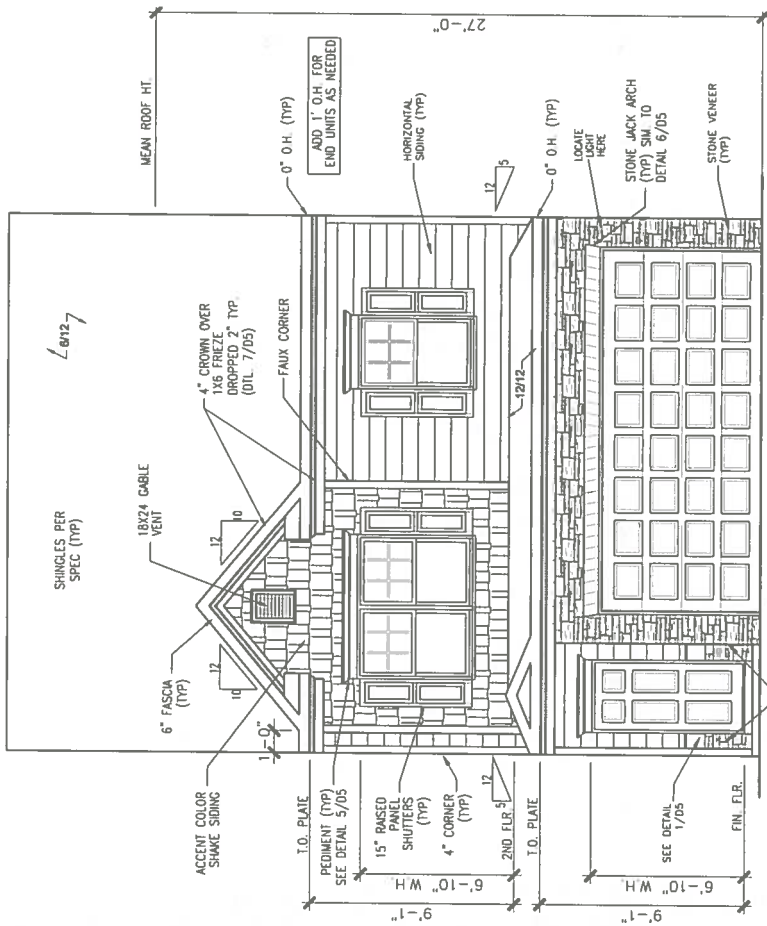 6/12
SHINGLES PER
SPEC (TYP)
MEAN ROOF HT.
27'-0"
6" FASCIA
(TYP)
18X24 GABLE
VENT
4" CROWN OVER
1X6 FRIEZE
DROPPED 2" TYP.
(DTL. 7/D5)
0" O.H. (TYP)
ADD 1' O.H. FOR
END UNITS AS NEEDED
12
10
12
10
1'-0"
ACCENT COLOR
SHAKE SIDING
T.O. PLATE
FAUX CORNER
HORIZONTAL
SIDING (TYP)
PEDIMENT (TYP)
SEE DETAIL 5/D5
15" RAISED
PANEL
SHUTTERS
(TYP)
4" CORNER
(TYP)
9'-1"
6'-10" W.H.
2ND FLR.
12
5
12
5
12/12
T.O. PLATE
0" O.H. (TYP)
LOCATE
LIGHT
HERE
STONE JACK ARCH
(TYP) SIM. TO
DETAIL 6/D5
STONE VENEER
(TYP)
SEE DETAIL
1/D5
9'-1"
6'-10" W.H.
FIN. FLR.